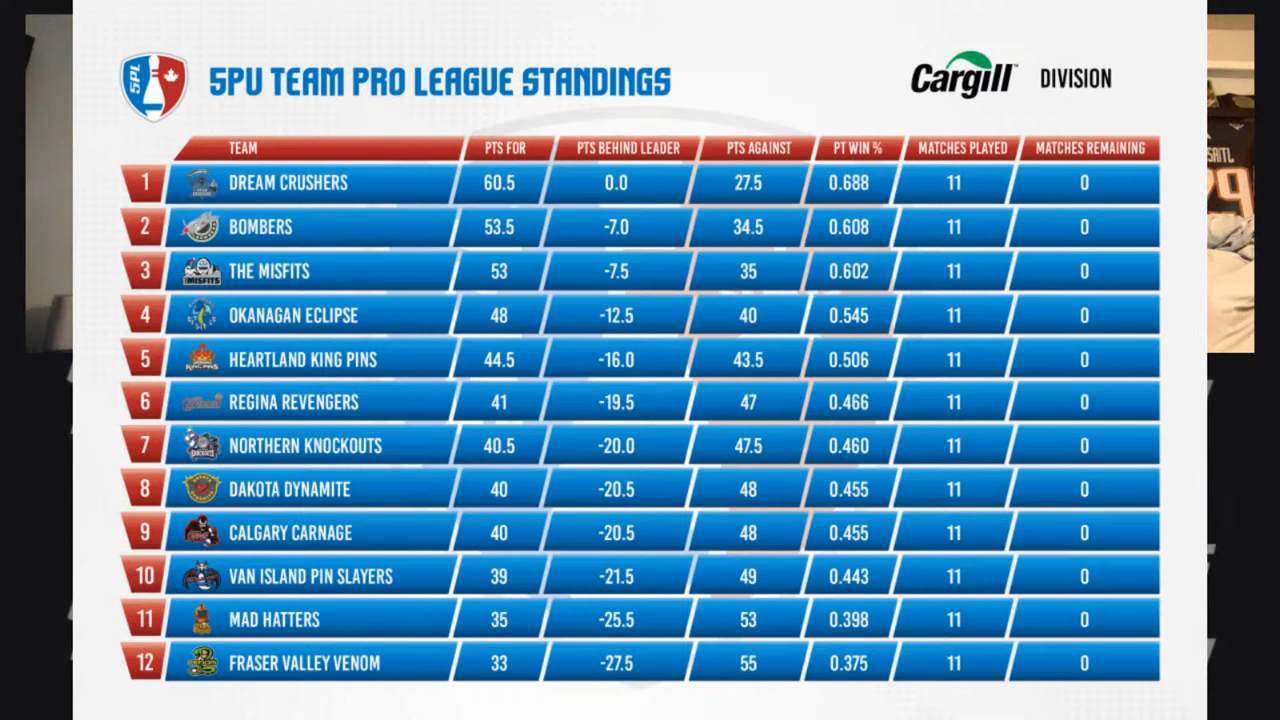 5PL 5PU TEAM PRO LEAGUE STANDINGS Cargill™ DIVISION
TEAM PTS FOR PTS BEHIND LEADER PTS AGAINST PT WIN % MATCHES PLAYED MATCHES REMAINING
1 DREAM CRUSHERS 60.5 0.0 27.5 0.688 11 0
2 BOMBERS 53.5 -7.0 34.5 0.608 11 0
3 MISFITS THE MISFITS 53 -7.5 35 0.602 11 0
4 OKANAGAN ECLIPSE 48 -12.5 40 0.545 11 0
5 HEARTLAND KING PINS 44.5 -16.0 43.5 0.506 11 0
6 REGINA REVENGERS 41 -19.5 47 0.466 11 0
7 NORTHERN KNOCKOUTS 40.5 -20.0 47.5 0.460 11 0
8 DAKOTA DYNAMITE 40 -20.5 48 0.455 11 0
9 CALGARY CARNAGE 40 -20.5 48 0.455 11 0
10 VAN ISLAND PIN SLAYERS 39 -21.5 49 0.443 11 0
11 MAD HATTERS 35 -25.5 53 0.398 11 0
12 FRASER VALLEY VENOM 33 -27.5 55 0.375 11 0